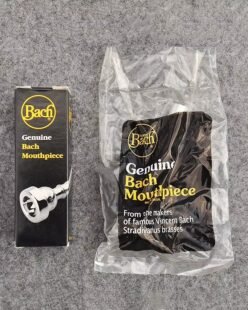 Bach
Genuine
Bach
Mouthpiece
Bach
Genuine
Bach
Mouthpiece
From the makers
of famous Vincent Bach
Stradivarius brasses